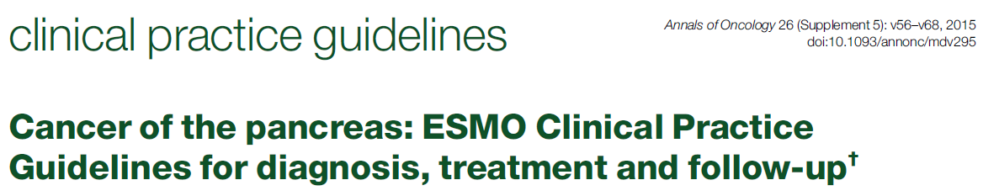 clinical practice guidelines
Annals of Oncology 26 (Supplement 5): v56–v68, 2015
doi:10.1093/annonc/mdv295
Cancer of the pancreas: ESMO Clinical Practice
Guidelines for diagnosis, treatment and follow-up†